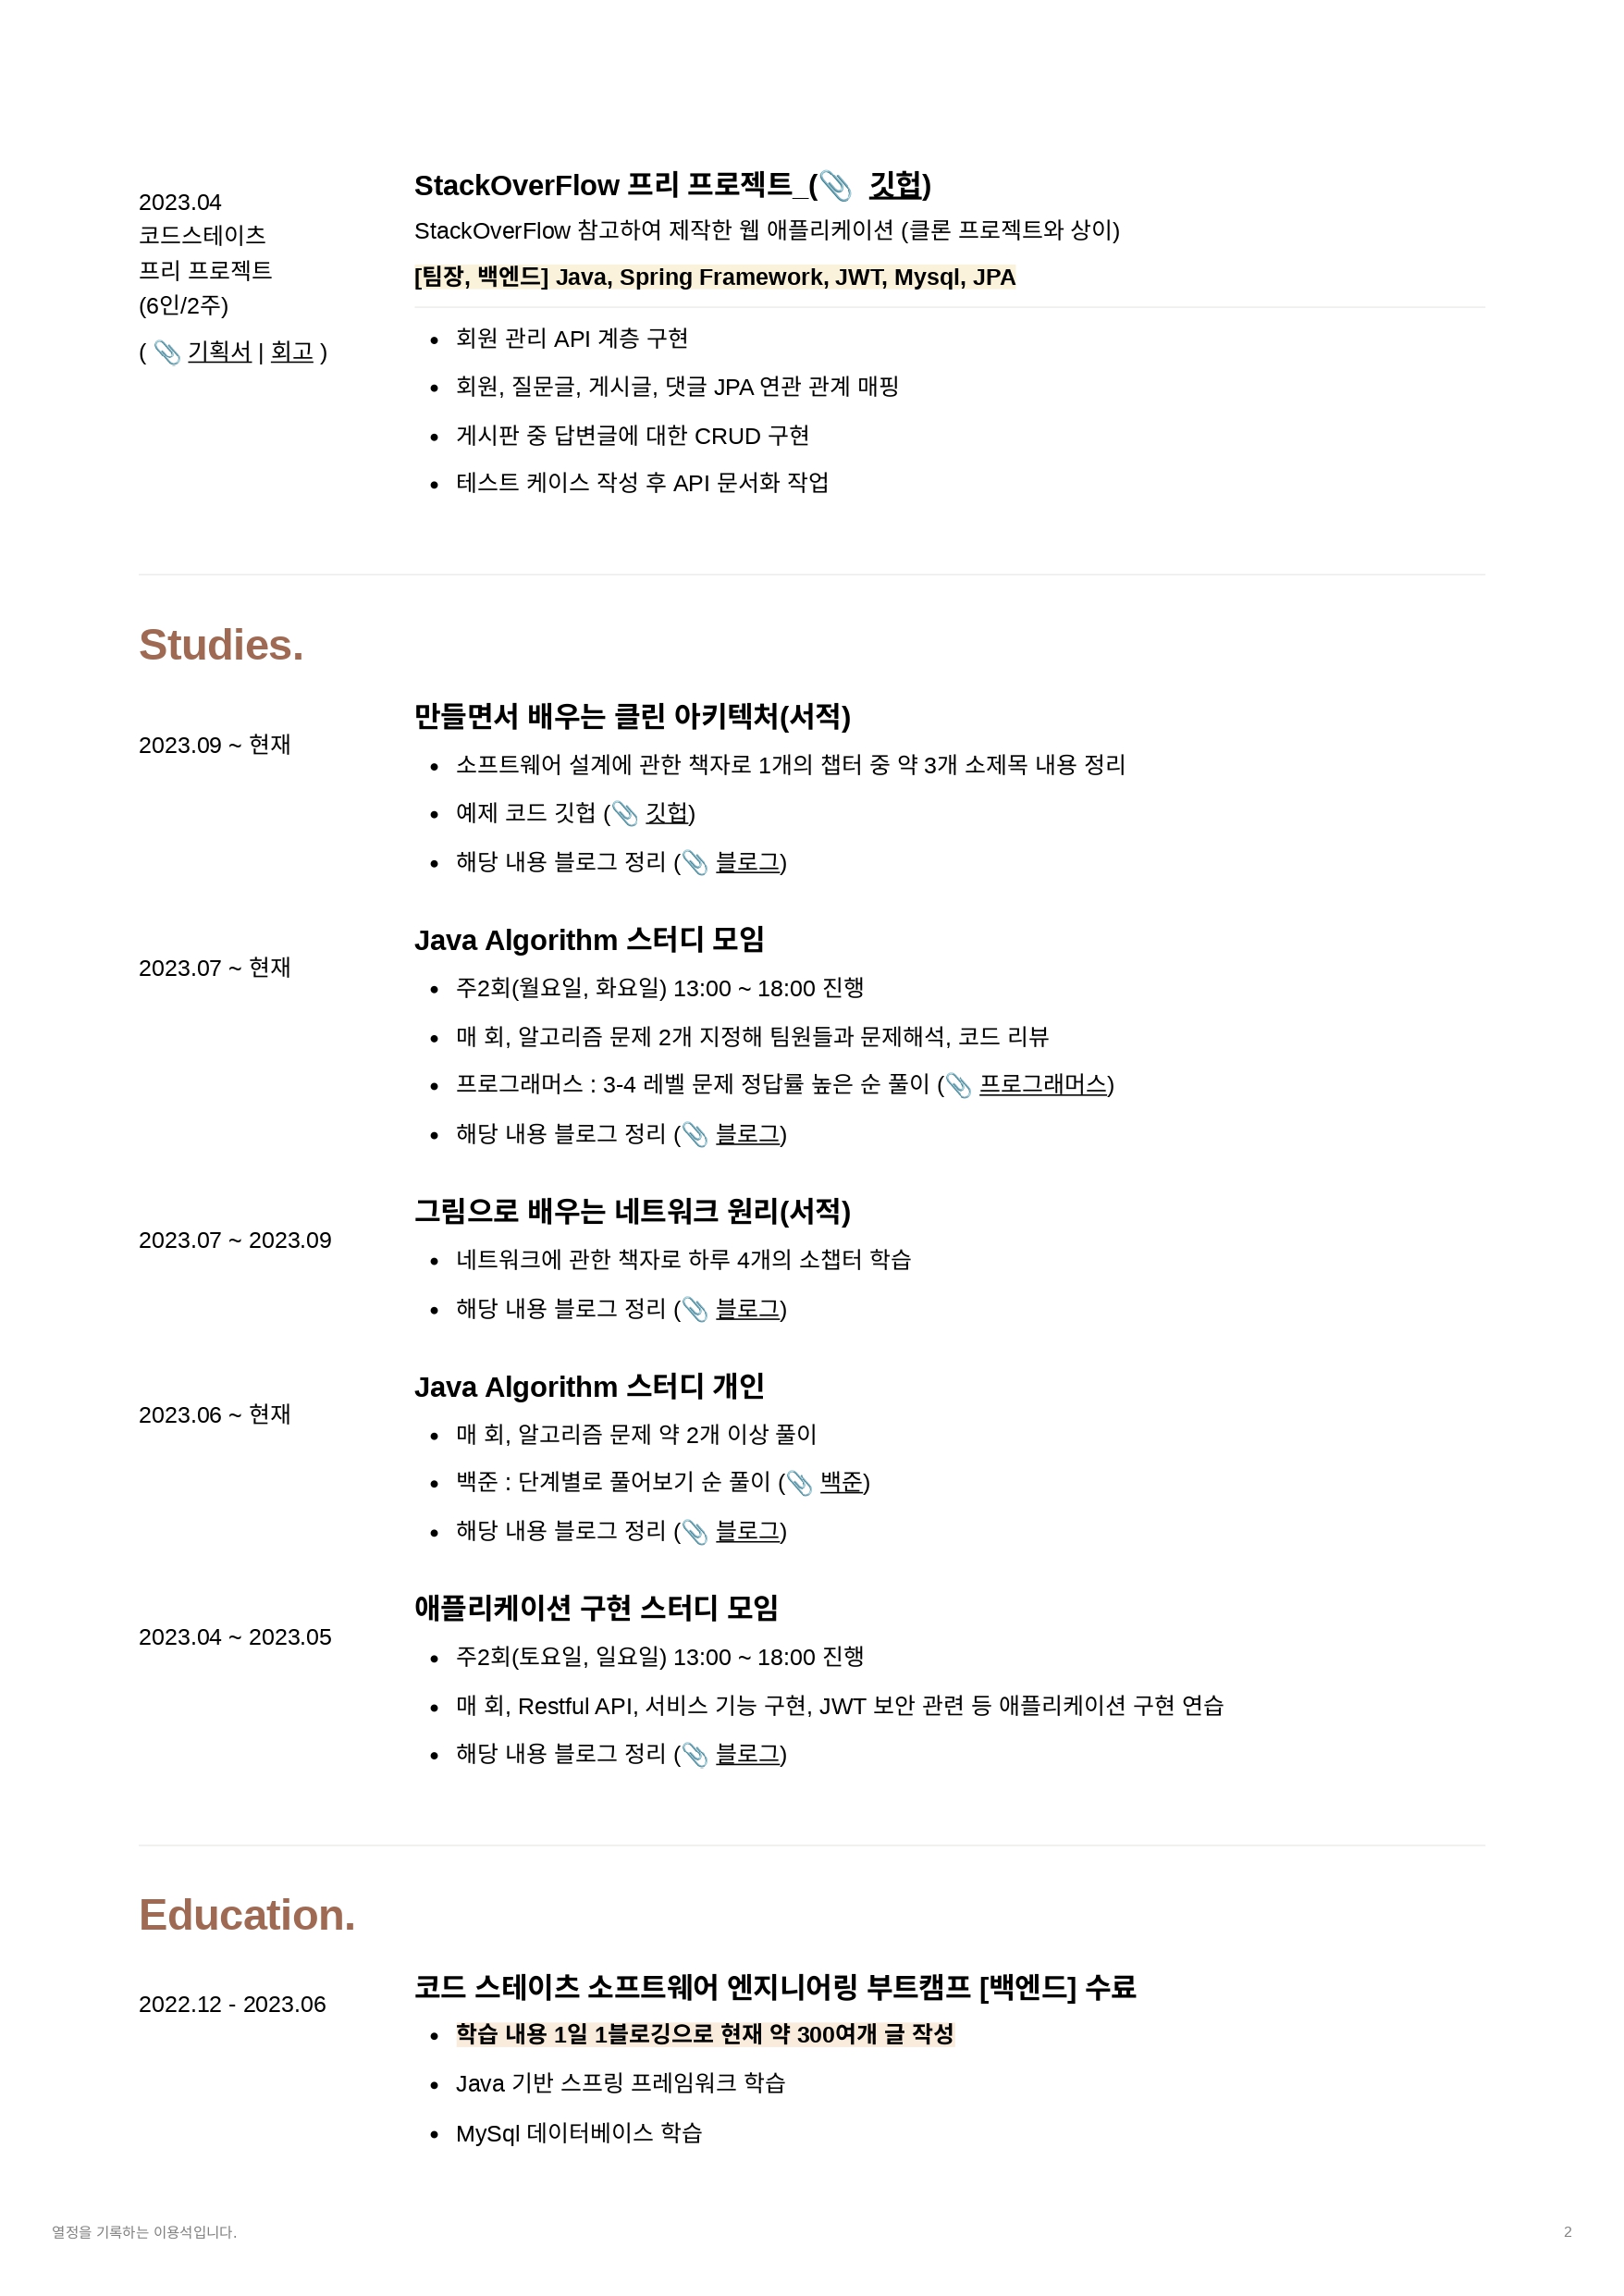 2023.04
코드스테이츠
프리 프로젝트
(6인/2주)
( 📎 기획서 | 회고 )
StackOverFlow 프리 프로젝트_(📎 깃헙)
StackOverFlow 참고하여 제작한 웹 애플리케이션 (클론 프로젝트와 상이)
[팀장, 백엔드] Java, Spring Framework, JWT, Mysql, JPA
• 회원 관리 API 계층 구현
• 회원, 질문글, 게시글, 댓글 JPA 연관 관계 매핑
• 게시판 중 답변글에 대한 CRUD 구현
• 테스트 케이스 작성 후 API 문서화 작업
Studies.
2023.09 ~ 현재
만들면서 배우는 클린 아키텍처(서적)
• 소프트웨어 설계에 관한 책자로 1개의 챕터 중 약 3개 소제목 내용 정리
• 예제 코드 깃헙 (📎 깃헙)
• 해당 내용 블로그 정리 (📎 블로그)
2023.07 ~ 현재
Java Algorithm 스터디 모임
• 주2회(월요일, 화요일) 13:00 ~ 18:00 진행
• 매 회, 알고리즘 문제 2개 지정해 팀원들과 문제해석, 코드 리뷰
• 프로그래머스 : 3-4 레벨 문제 정답률 높은 순 풀이 (📎 프로그래머스)
• 해당 내용 블로그 정리 (📎 블로그)
2023.07 ~ 2023.09
그림으로 배우는 네트워크 원리(서적)
• 네트워크에 관한 책자로 하루 4개의 소챕터 학습
• 해당 내용 블로그 정리 (📎 블로그)
2023.06 ~ 현재
Java Algorithm 스터디 개인
• 매 회, 알고리즘 문제 약 2개 이상 풀이
• 백준 : 단계별로 풀어보기 순 풀이 (📎 백준)
• 해당 내용 블로그 정리 (📎 블로그)
2023.04 ~ 2023.05
애플리케이션 구현 스터디 모임
• 주2회(토요일, 일요일) 13:00 ~ 18:00 진행
• 매 회, Restful API, 서비스 기능 구현, JWT 보안 관련 등 애플리케이션 구현 연습
• 해당 내용 블로그 정리 (📎 블로그)
Education.
2022.12 - 2023.06
코드 스테이츠 소프트웨어 엔지니어링 부트캠프 [백엔드] 수료
• 학습 내용 1일 1블로깅으로 현재 약 300여개 글 작성
• Java 기반 스프링 프레임워크 학습
• MySql 데이터베이스 학습
열정을 기록하는 이용석입니다.
2